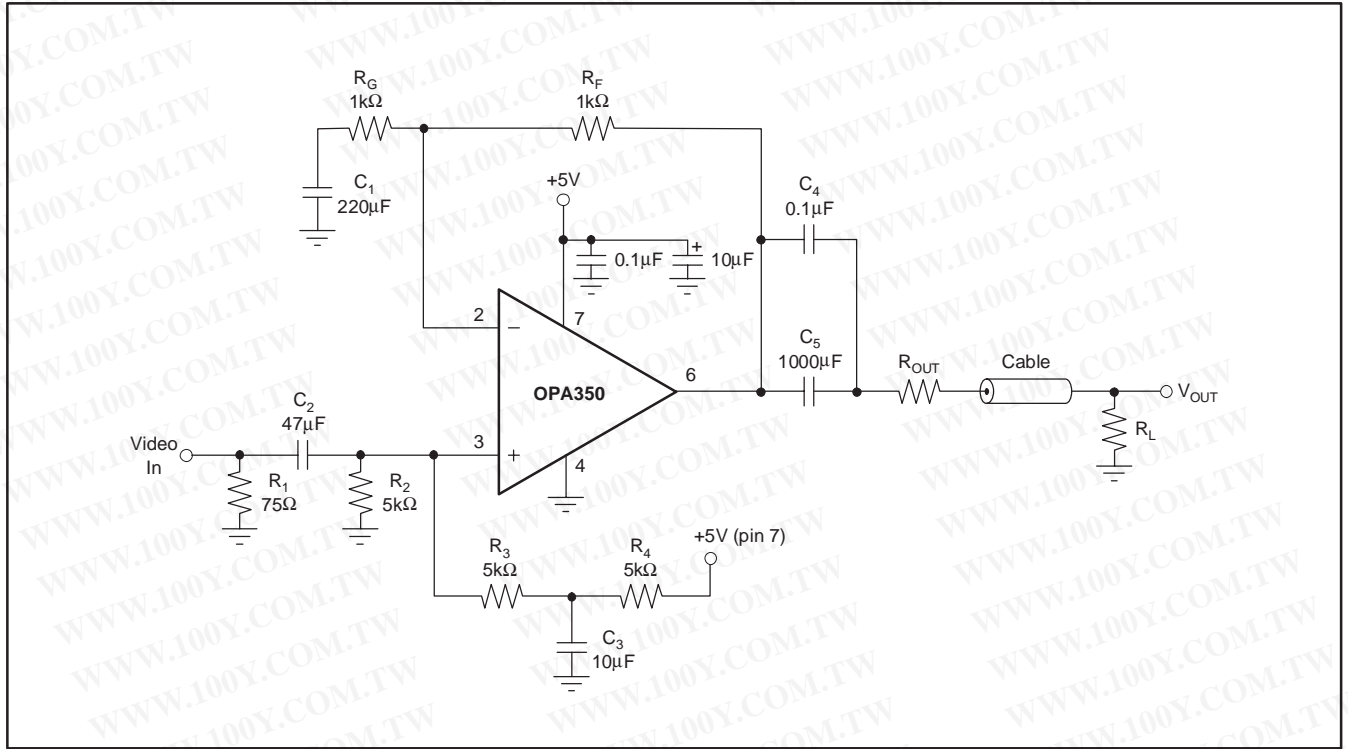 R_G
1kΩ
R_F
1kΩ
C_1
220μF
+5V
C_4
0.1μF
0.1μF
+
10μF
2
−
7
OPA350
6
C_5
1000μF
R_OUT
Cable
V_OUT
R_L
Video
In
C_2
47μF
3
+
4
R_1
75Ω
R_2
5kΩ
R_3
5kΩ
R_4
5kΩ
+5V (pin 7)
C_3
10μF
WWW.100Y.COM.TW